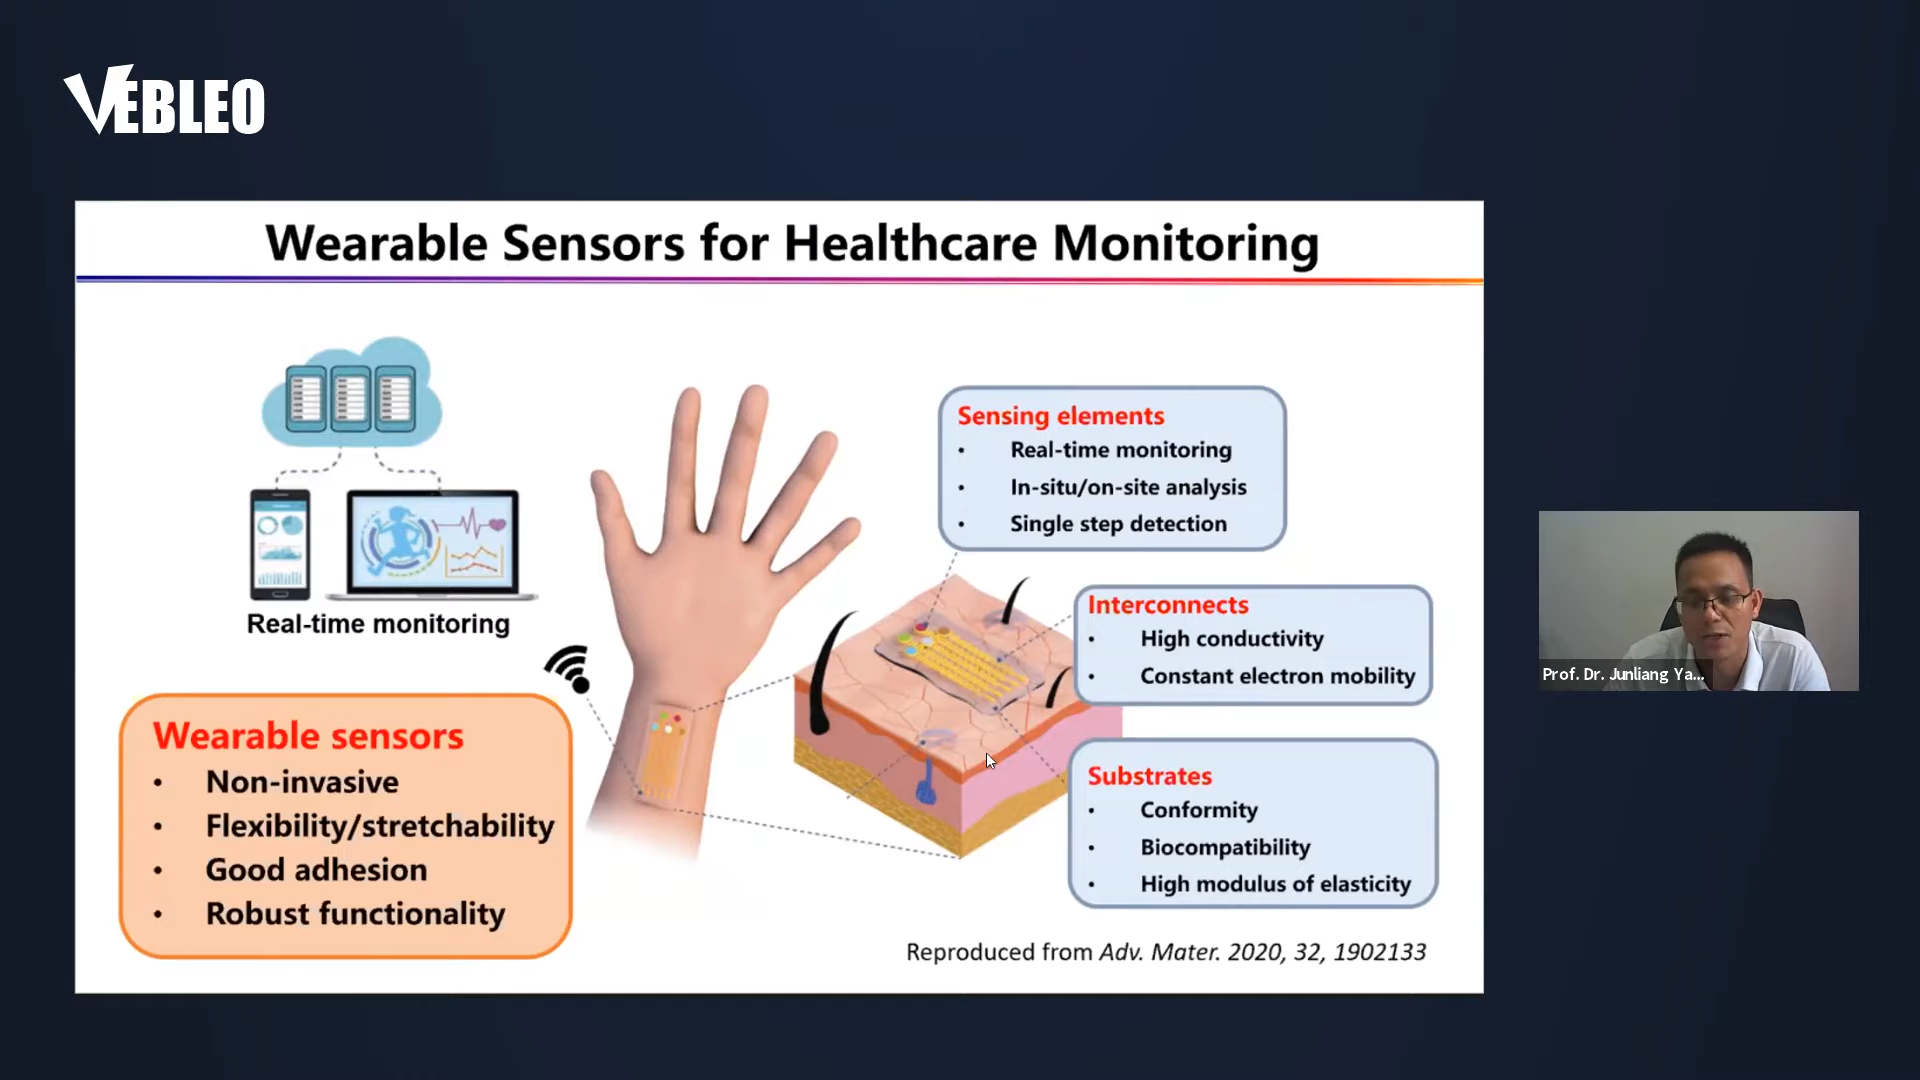 VEBLEO
Wearable Sensors for Healthcare Monitoring
Real-time monitoring
Wearable sensors
• Non-invasive
• Flexibility/stretchability
• Good adhesion
• Robust functionality
Sensing elements
• Real-time monitoring
• In-situ/on-site analysis
• Single step detection
Interconnects
• High conductivity
• Constant electron mobility
Substrates
• Conformity
• Biocompatibility
• High modulus of elasticity
Reproduced from Adv. Mater. 2020, 32, 1902133
Prof. Dr. Junliang Ya...